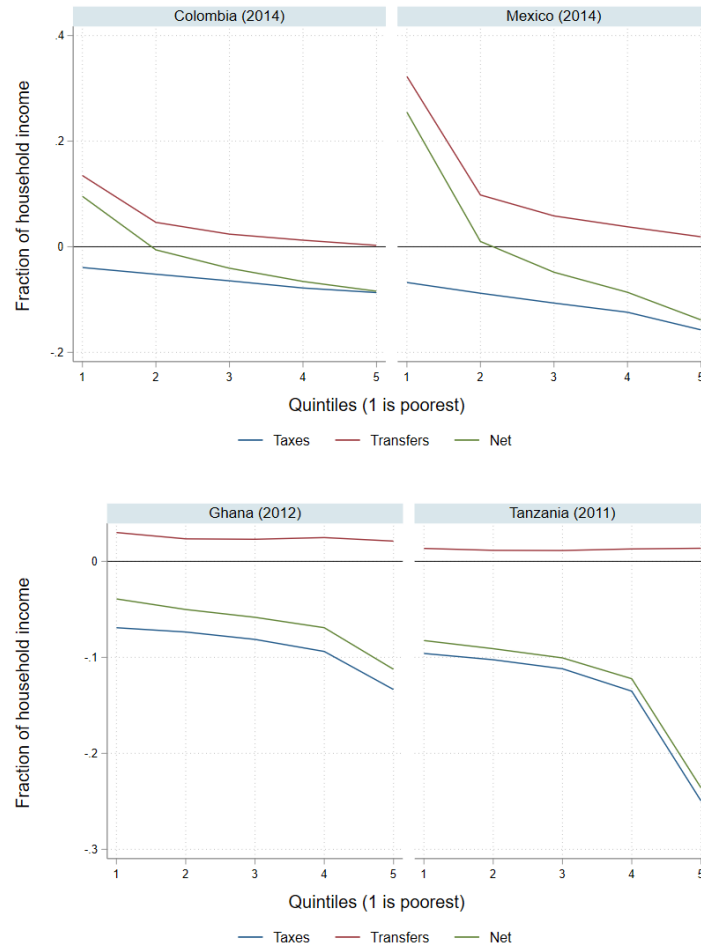 Colombia (2014) Mexico (2014)
Fraction of household income
.4
.2
0
-.2
1 2 3 4 5 1 2 3 4 5
Quintiles (1 is poorest)
Taxes Transfers Net
Ghana (2012) Tanzania (2011)
Fraction of household income
0
-.1
-.2
-.3
1 2 3 4 5 1 2 3 4 5
Quintiles (1 is poorest)
Taxes Transfers Net